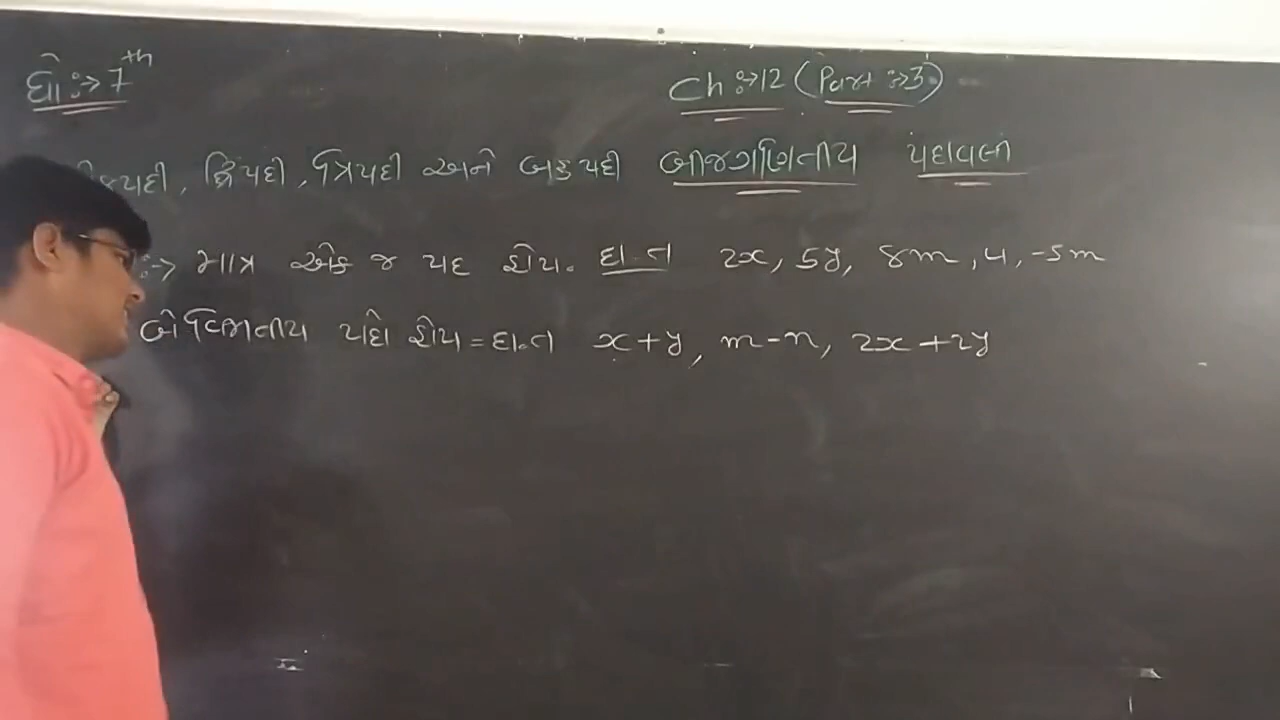 ધો :→ 7th
Ch :→ 12 (Part :→ 3)
, દ્વિપદી, ત્રિપદી અને બહુપદી બીજગણિતીય પદાવલી
:→ માત્ર એક જ પદ હોય. દા.ત 2x, 5y, 8m, 4, -5m
બે વિજાતીય પદો હોય = દા.ત x+y, m-n, 2x+2y